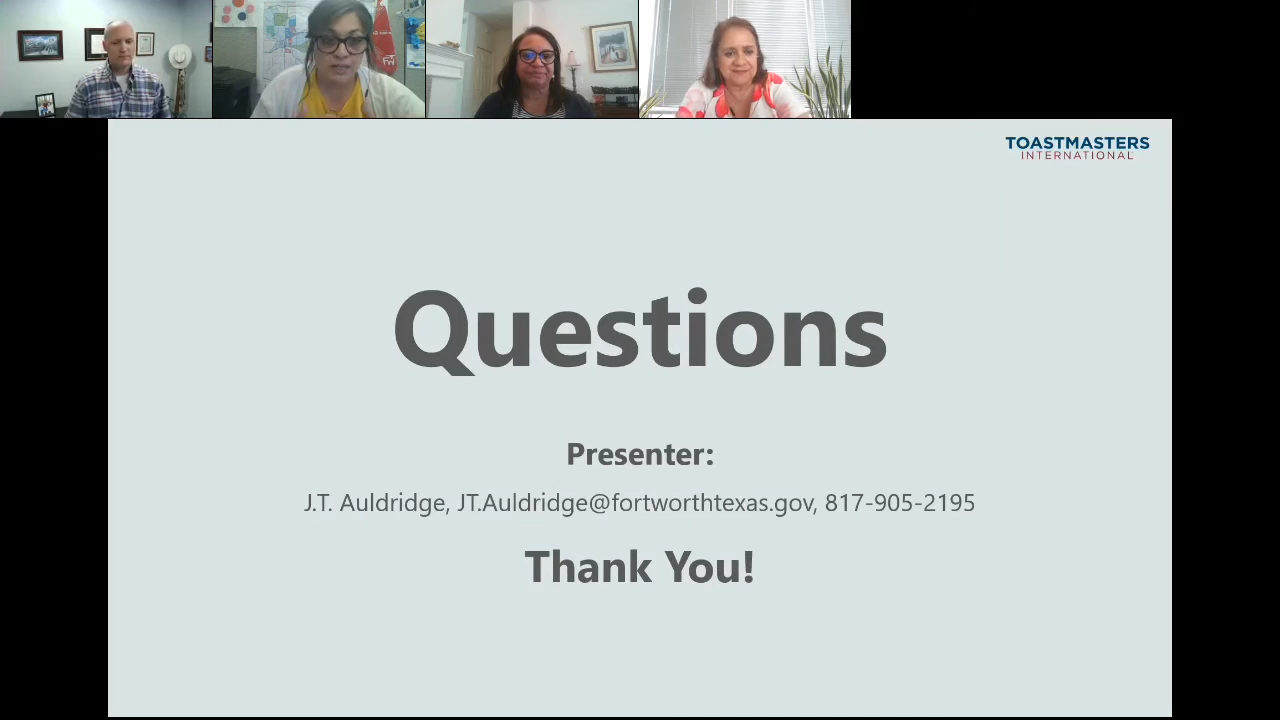 TOASTMASTERS
INTERNATIONAL
Questions
Presenter:
J.T. Auldridge, JT.Auldridge@fortworthtexas.gov, 817-905-2195
Thank You!